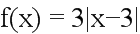 f(x) = 3|x−3|